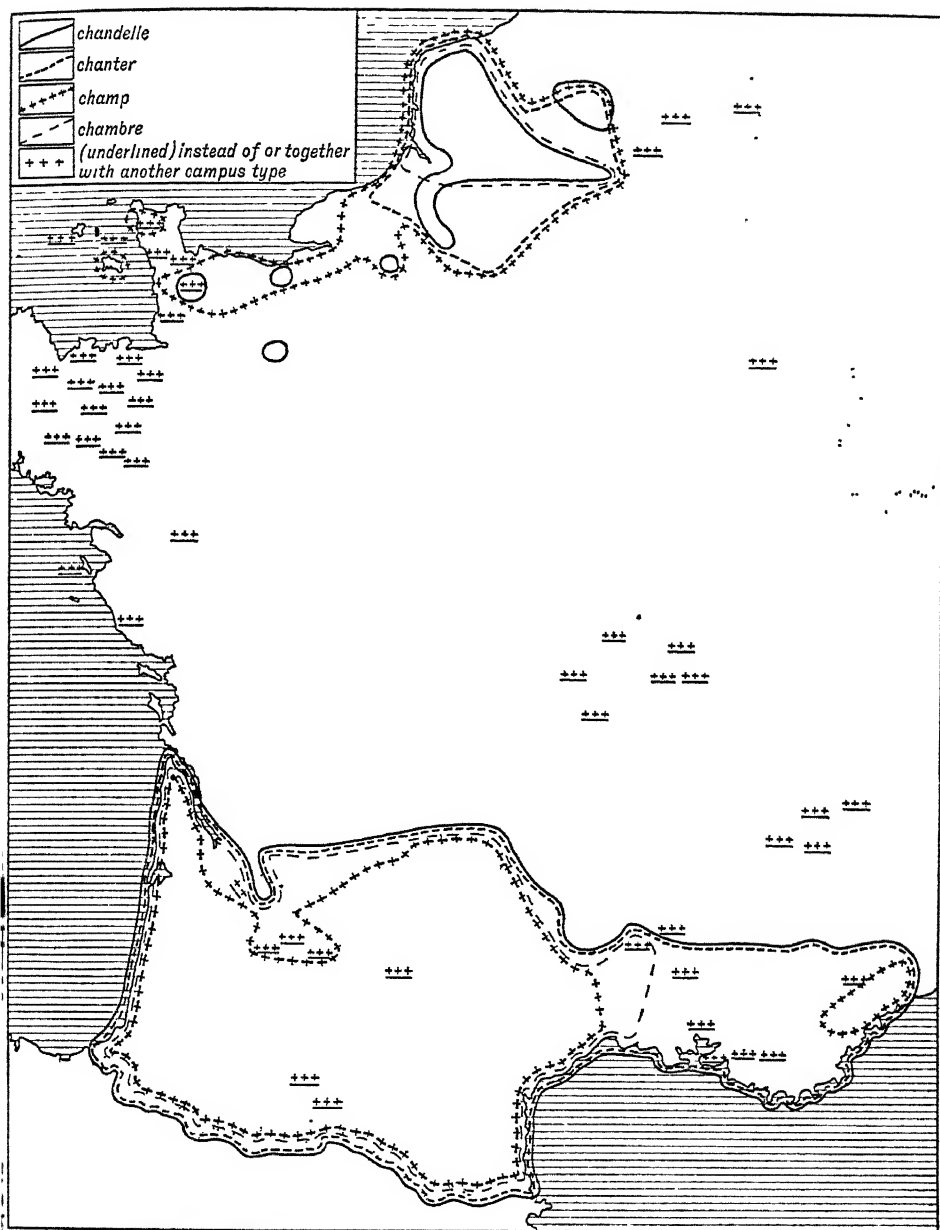 chandelle
chanter
champ
chambre
+++ (underlined) instead of or together
with another campus type